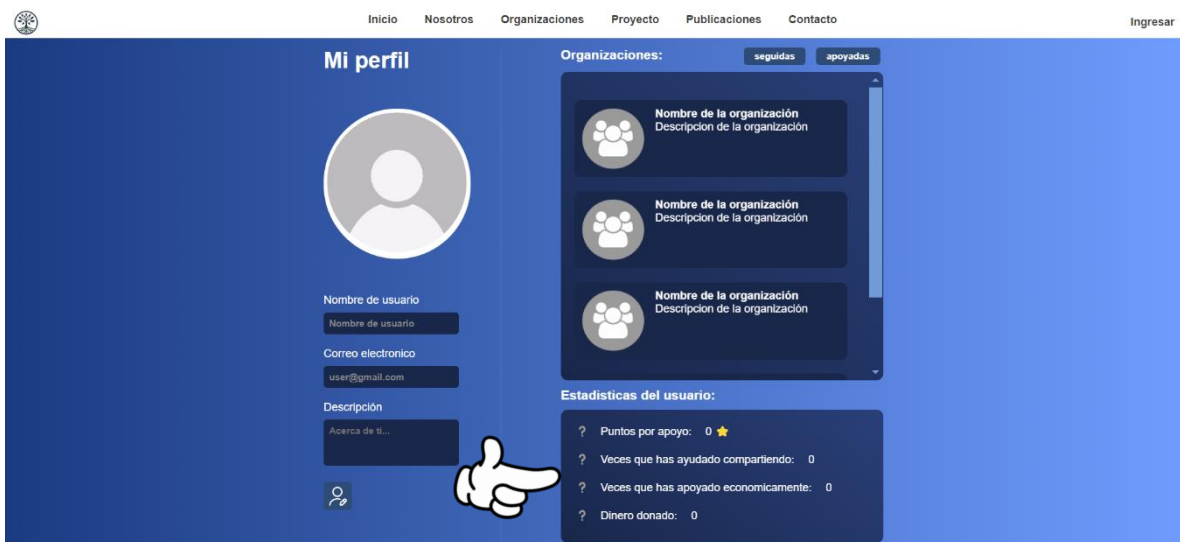 Inicio Nosotros Organizaciones Proyecto Publicaciones Contacto Ingresar
Mi perfil
Nombre de usuario
Nombre de usuario
Correo electronico
user@gmail.com
Descripción
Acerca de ti...
Organizaciones: seguidas apoyadas
Nombre de la organización
Descripcion de la organización
Nombre de la organización
Descripcion de la organización
Nombre de la organización
Descripcion de la organización
Estadisticas del usuario:
? Puntos por apoyo: 0
? Veces que has ayudado compartiendo: 0
? Veces que has apoyado economicamente: 0
? Dinero donado: 0